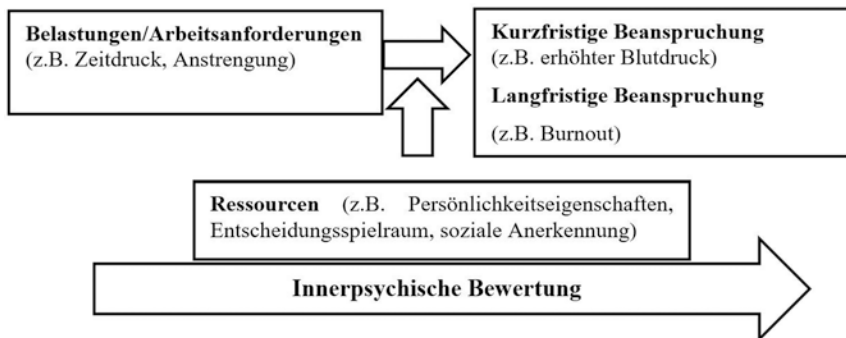 Belastungen/Arbeitsanforderungen
(z.B. Zeitdruck, Anstrengung)
Kurzfristige Beanspruchung
(z.B. erhöhter Blutdruck)
Langfristige Beanspruchung
(z.B. Burnout)
Ressourcen (z.B. Persönlichkeitseigenschaften,
Entscheidungsspielraum, soziale Anerkennung)
Innerpsychische Bewertung